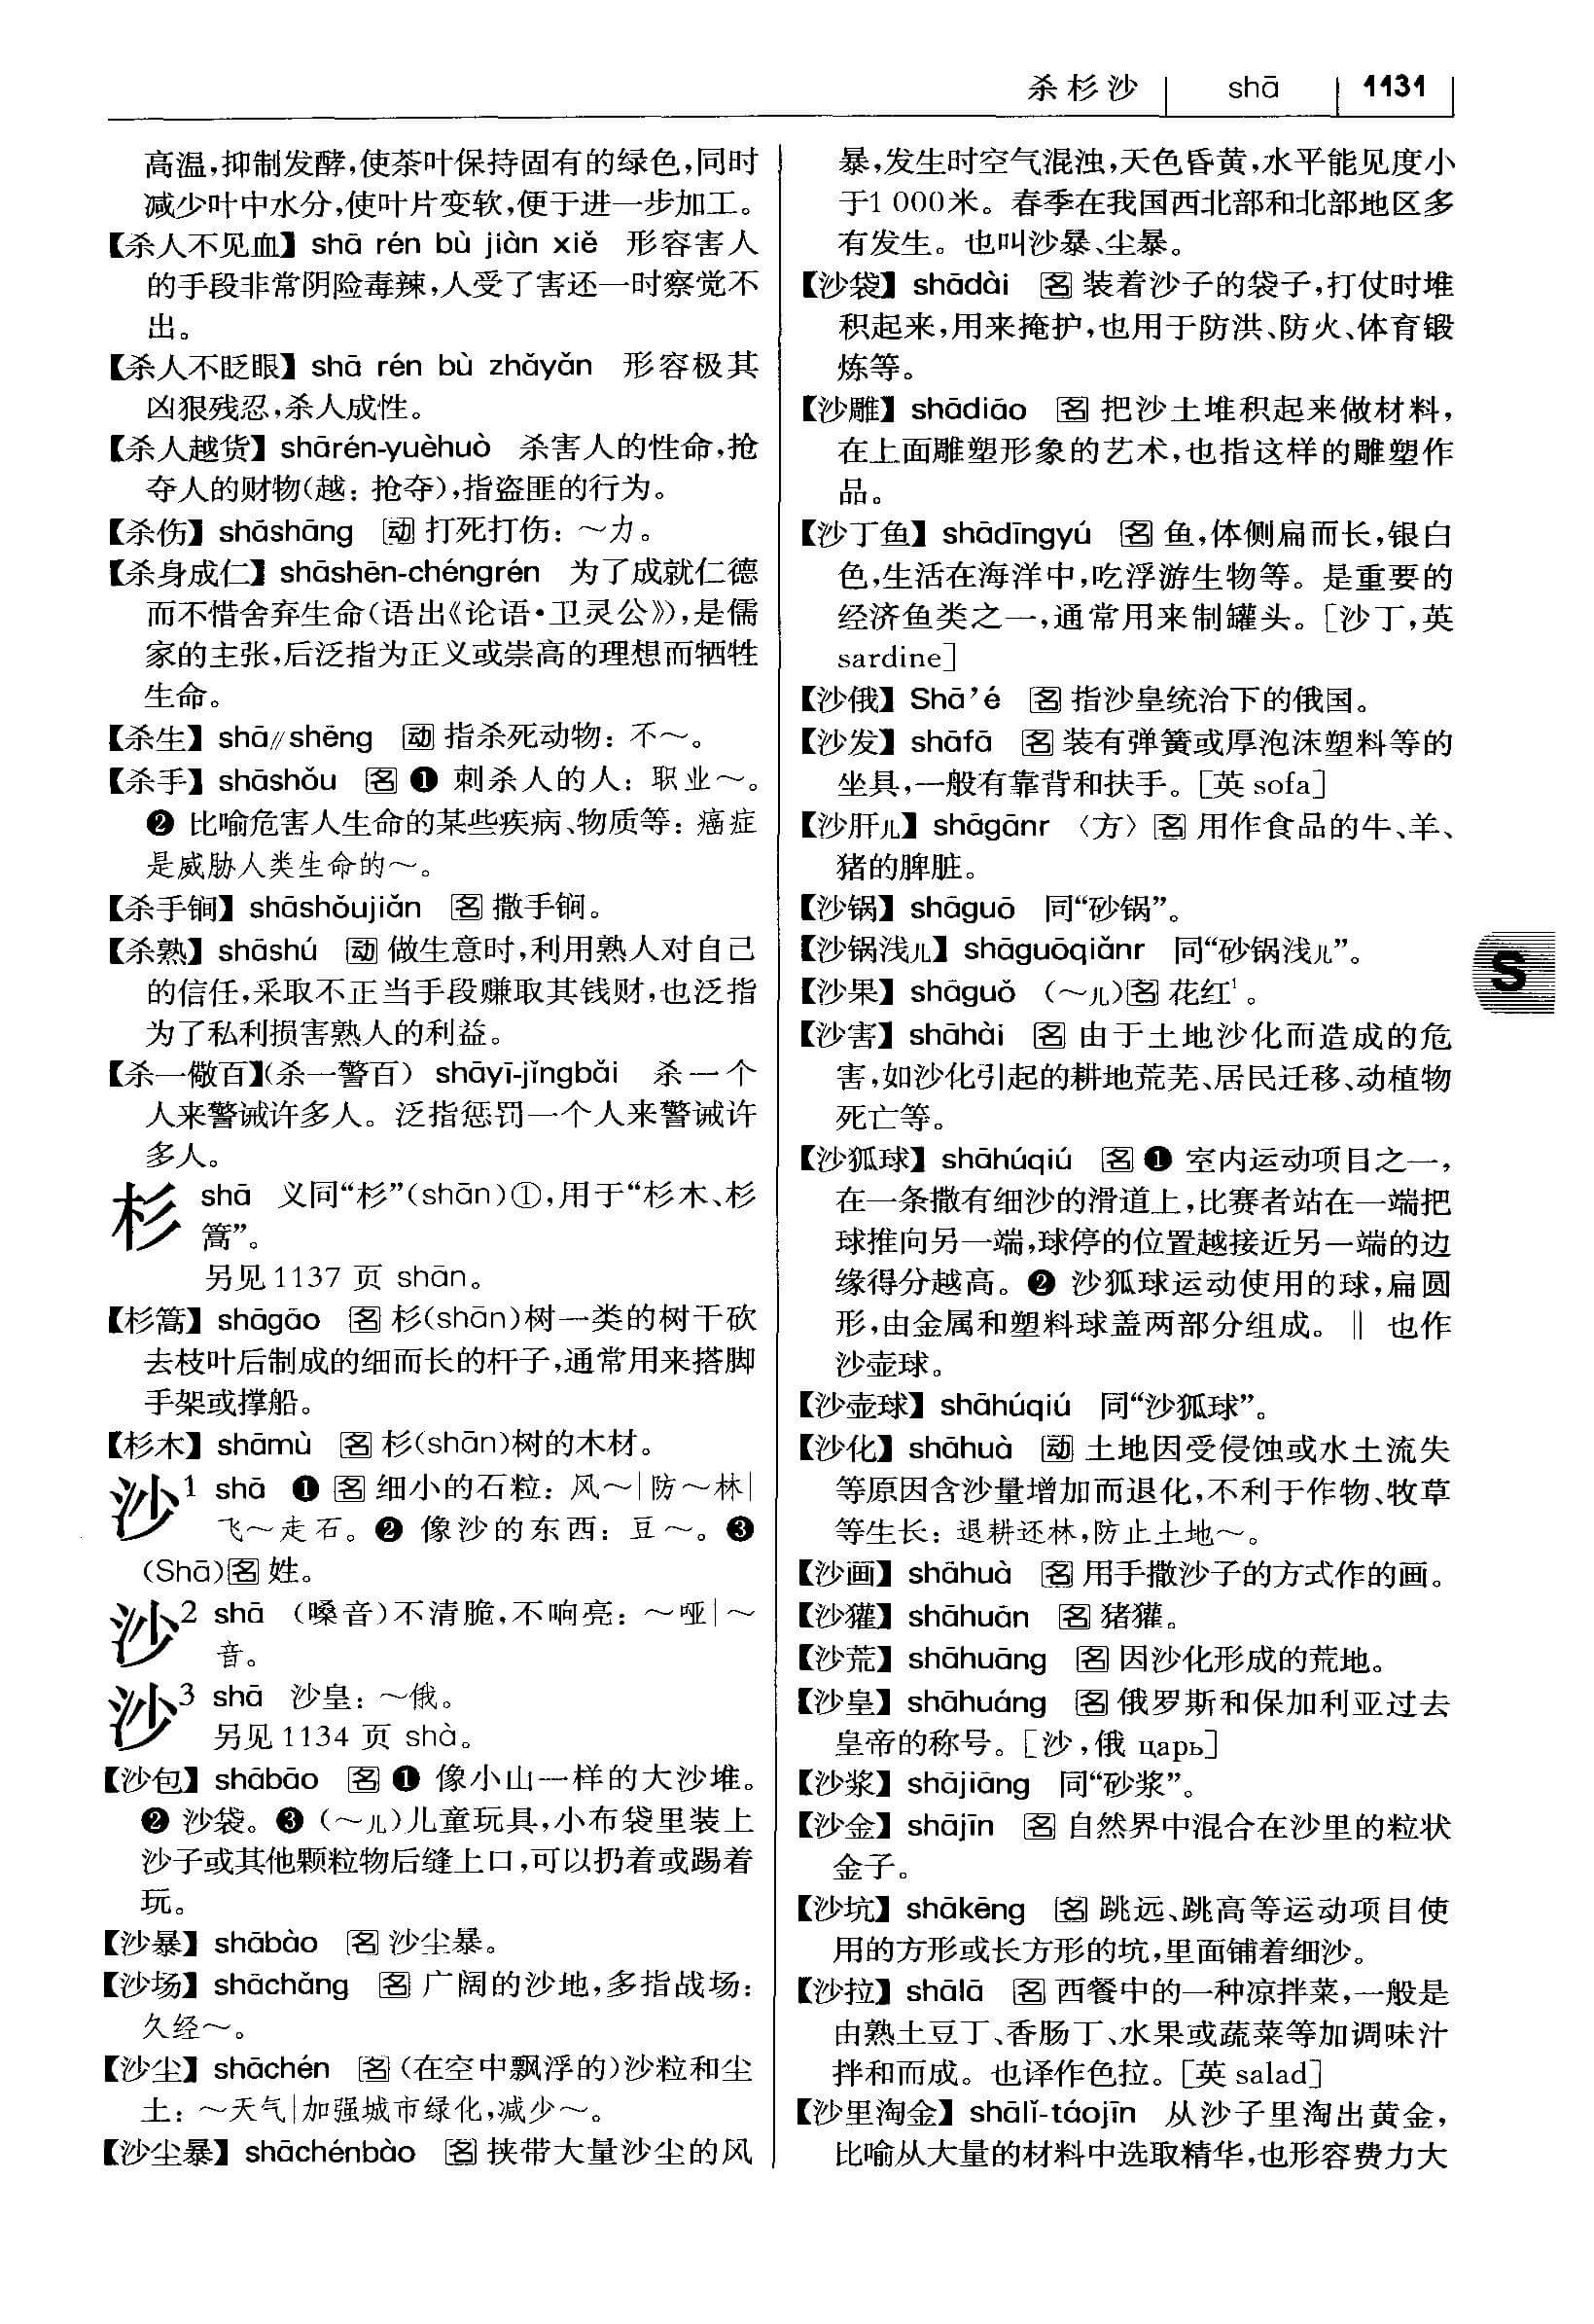 杀杉沙 shā 1131
高温,抑制发酵,使茶叶保持固有的绿色,同时
减少叶中水分,使叶片变软,便于进一步加工。
【杀人不见血】 shā rén bù jiàn xiě 形容害人
的手段非常阴险毒辣,人受了害还一时察觉不
出。
【杀人不眨眼】 shā rén bù zhǎyǎn 形容极其
凶狠残忍,杀人成性。
【杀人越货】 shārén-yuèhuò 杀害人的性命,抢
夺人的财物(越: 抢夺),指盗匪的行为。
【杀伤】 shāshāng 动 打死打伤: ~力。
【杀身成仁】 shāshēn-chéngrén 为了成就仁德
而不惜舍弃生命(语出《论语·卫灵公》),是儒
家的主张,后泛指为正义或崇高的理想而牺牲
生命。
【杀生】 shā//shēng 动 指杀死动物: 不~。
【杀手】 shāshǒu 名 ❶ 刺杀人的人: 职业~。
❷ 比喻危害人生命的某些疾病、物质等: 癌症
是威胁人类生命的~。
【杀手锏】 shāshǒujiǎn 名 撒手锏。
【杀熟】 shāshú 动 做生意时,利用熟人对自己
的信任,采取不正当手段赚取其钱财,也泛指
为了私利损害熟人的利益。
【杀一儆百】(杀一警百) shāyī-jǐngbǎi 杀一个
人来警诫许多人。泛指惩罚一个人来警诫许
多人。
杉 shā 义同“杉”(shān)①,用于“杉木、杉
篙”。
另见1137 页 shān。
【杉篙】 shāgāo 名 杉(shān)树一类的树干砍
去枝叶后制成的细而长的杆子,通常用来搭脚
手架或撑船。
【杉木】 shāmù 名 杉(shān)树的木材。
沙1 shā ❶ 名 细小的石粒: 风~|防~林|
飞~走石。❷ 像沙的东西: 豆~。❸
(Shā)名 姓。
沙2 shā (嗓音)不清脆,不响亮: ~哑|~
音。
沙3 shā 沙皇: ~俄。
另见1134 页 shà。
【沙包】 shābāo 名 ❶ 像小山一样的大沙堆。
❷ 沙袋。❸ (~儿)儿童玩具,小布袋里装上
沙子或其他颗粒物后缝上口,可以扔着或踢着
玩。
【沙暴】 shābào 名 沙尘暴。
【沙场】 shāchǎng 名 广阔的沙地,多指战场:
久经~。
【沙尘】 shāchén 名 (在空中飘浮的)沙粒和尘
土: ~天气|加强城市绿化,减少~。
【沙尘暴】 shāchénbào 名 挟带大量沙尘的风
暴,发生时空气混浊,天色昏黄,水平能见度小
于1 000米。春季在我国西北部和北部地区多
有发生。也叫沙暴、尘暴。
【沙袋】 shādài 名 装着沙子的袋子,打仗时堆
积起来,用来掩护,也用于防洪、防火、体育锻
炼等。
【沙雕】 shādiāo 名 把沙土堆积起来做材料,
在上面雕塑形象的艺术,也指这样的雕塑作
品。
【沙丁鱼】 shādīngyú 名 鱼,体侧扁而长,银白
色,生活在海洋中,吃浮游生物等。是重要的
经济鱼类之一,通常用来制罐头。[沙丁,英
sardine]
【沙俄】 Shā’é 名 指沙皇统治下的俄国。
【沙发】 shāfā 名 装有弹簧或厚泡沫塑料等的
坐具,一般有靠背和扶手。[英 sofa]
【沙肝儿】 shāgānr 〈方〉 名 用作食品的牛、羊、
猪的脾脏。
【沙锅】 shāguō 同“砂锅”。
【沙锅浅儿】 shāguōqiǎnr 同“砂锅浅儿”。
【沙果】 shāguǒ (~儿)名 花红1。
【沙害】 shāhài 名 由于土地沙化而造成的危
害,如沙化引起的耕地荒芜、居民迁移、动植物
死亡等。
【沙狐球】 shāhúqiú 名 ❶ 室内运动项目之一,
在一条撒有细沙的滑道上,比赛者站在一端把
球推向另一端,球停的位置越接近另一端的边
缘得分越高。❷ 沙狐球运动使用的球,扁圆
形,由金属和塑料球盖两部分组成。‖ 也作
沙壶球。
【沙壶球】 shāhúqiú 同“沙狐球”。
【沙化】 shāhuà 动 土地因受侵蚀或水土流失
等原因含沙量增加而退化,不利于作物、牧草
等生长: 退耕还林,防止土地~。
【沙画】 shāhuà 名 用手撒沙子的方式作的画。
【沙獾】 shāhuān 名 猪獾。
【沙荒】 shāhuāng 名 因沙化形成的荒地。
【沙皇】 shāhuáng 名 俄罗斯和保加利亚过去
皇帝的称号。[沙,俄 царь]
【沙浆】 shājiāng 同“砂浆”。
【沙金】 shājīn 名 自然界中混合在沙里的粒状
金子。
【沙坑】 shākēng 名 跳远、跳高等运动项目使
用的方形或长方形的坑,里面铺着细沙。
【沙拉】 shālā 名 西餐中的一种凉拌菜,一般是
由熟土豆丁、香肠丁、水果或蔬菜等加调味汁
拌和而成。也译作色拉。[英 salad]
【沙里淘金】 shālǐ-táojīn 从沙子里淘出黄金,
比喻从大量的材料中选取精华,也形容费力大
S